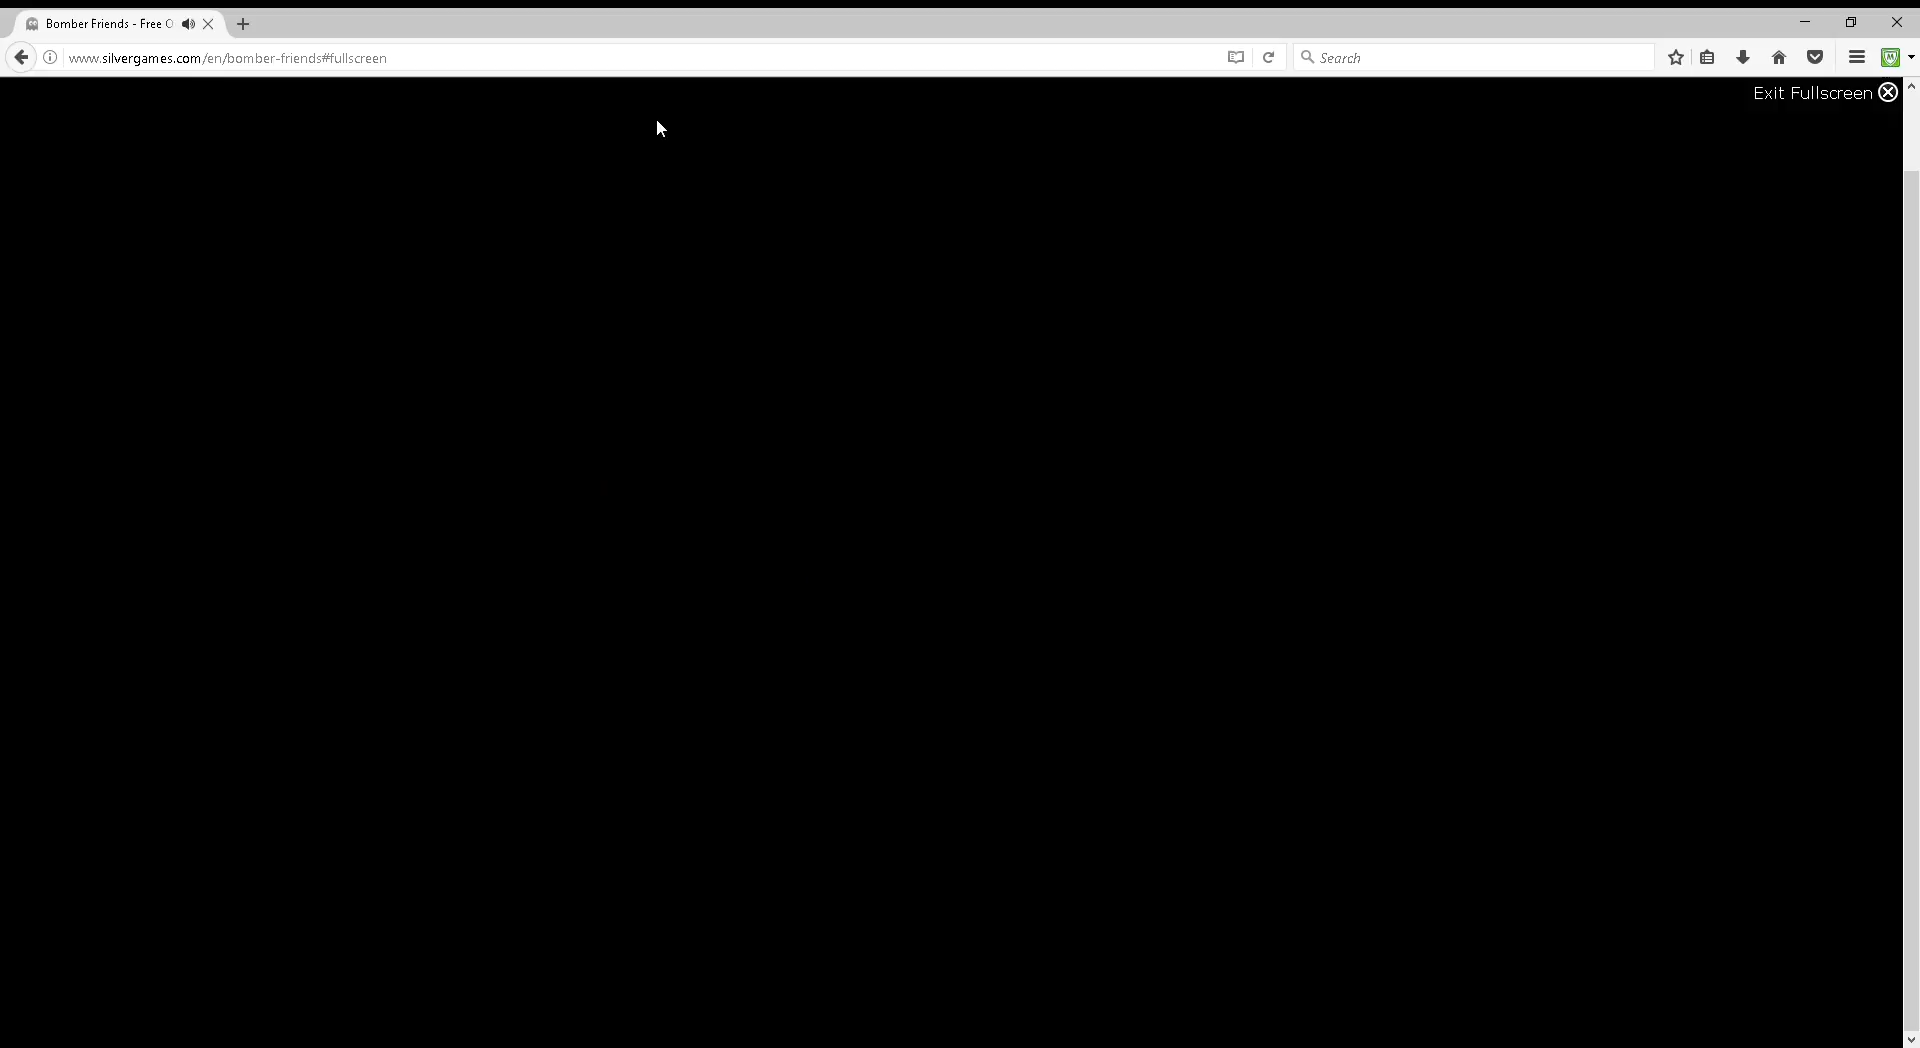 Bomber Friends - Free O
www.silvergames.com/en/bomber-friends#fullscreen
Search
Exit Fullscreen